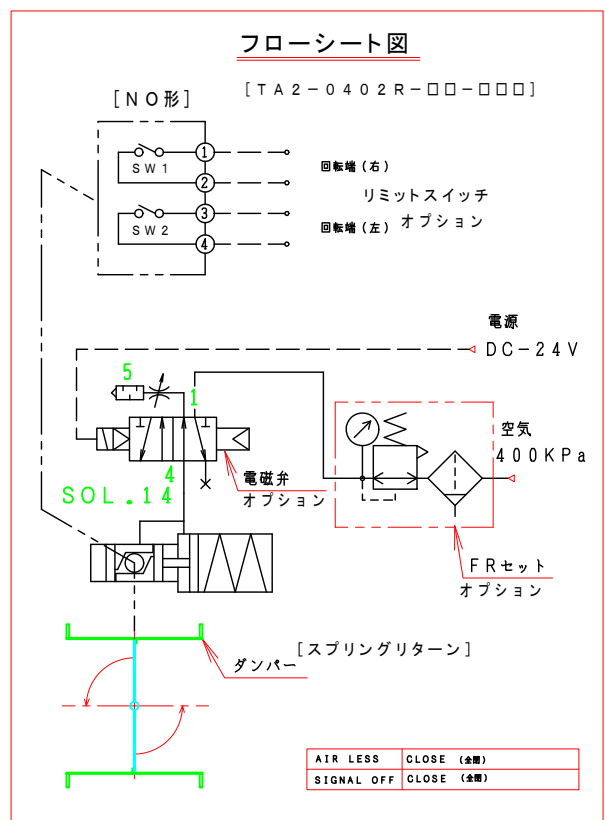 フローシート図
[TA2-0402R-□□-□□□]
[NO形]
SW1
1
2
回転端(右)
リミットスイッチ
オプション
SW2
3
4
回転端(左)
電源
DC-24V
5
1
4
SOL.14
電磁弁
オプション
空気
400KPa
FRセット
オプション
[スプリングリターン]
ダンパー
AIR LESS CLOSE (全閉)
SIGNAL OFF CLOSE (全閉)